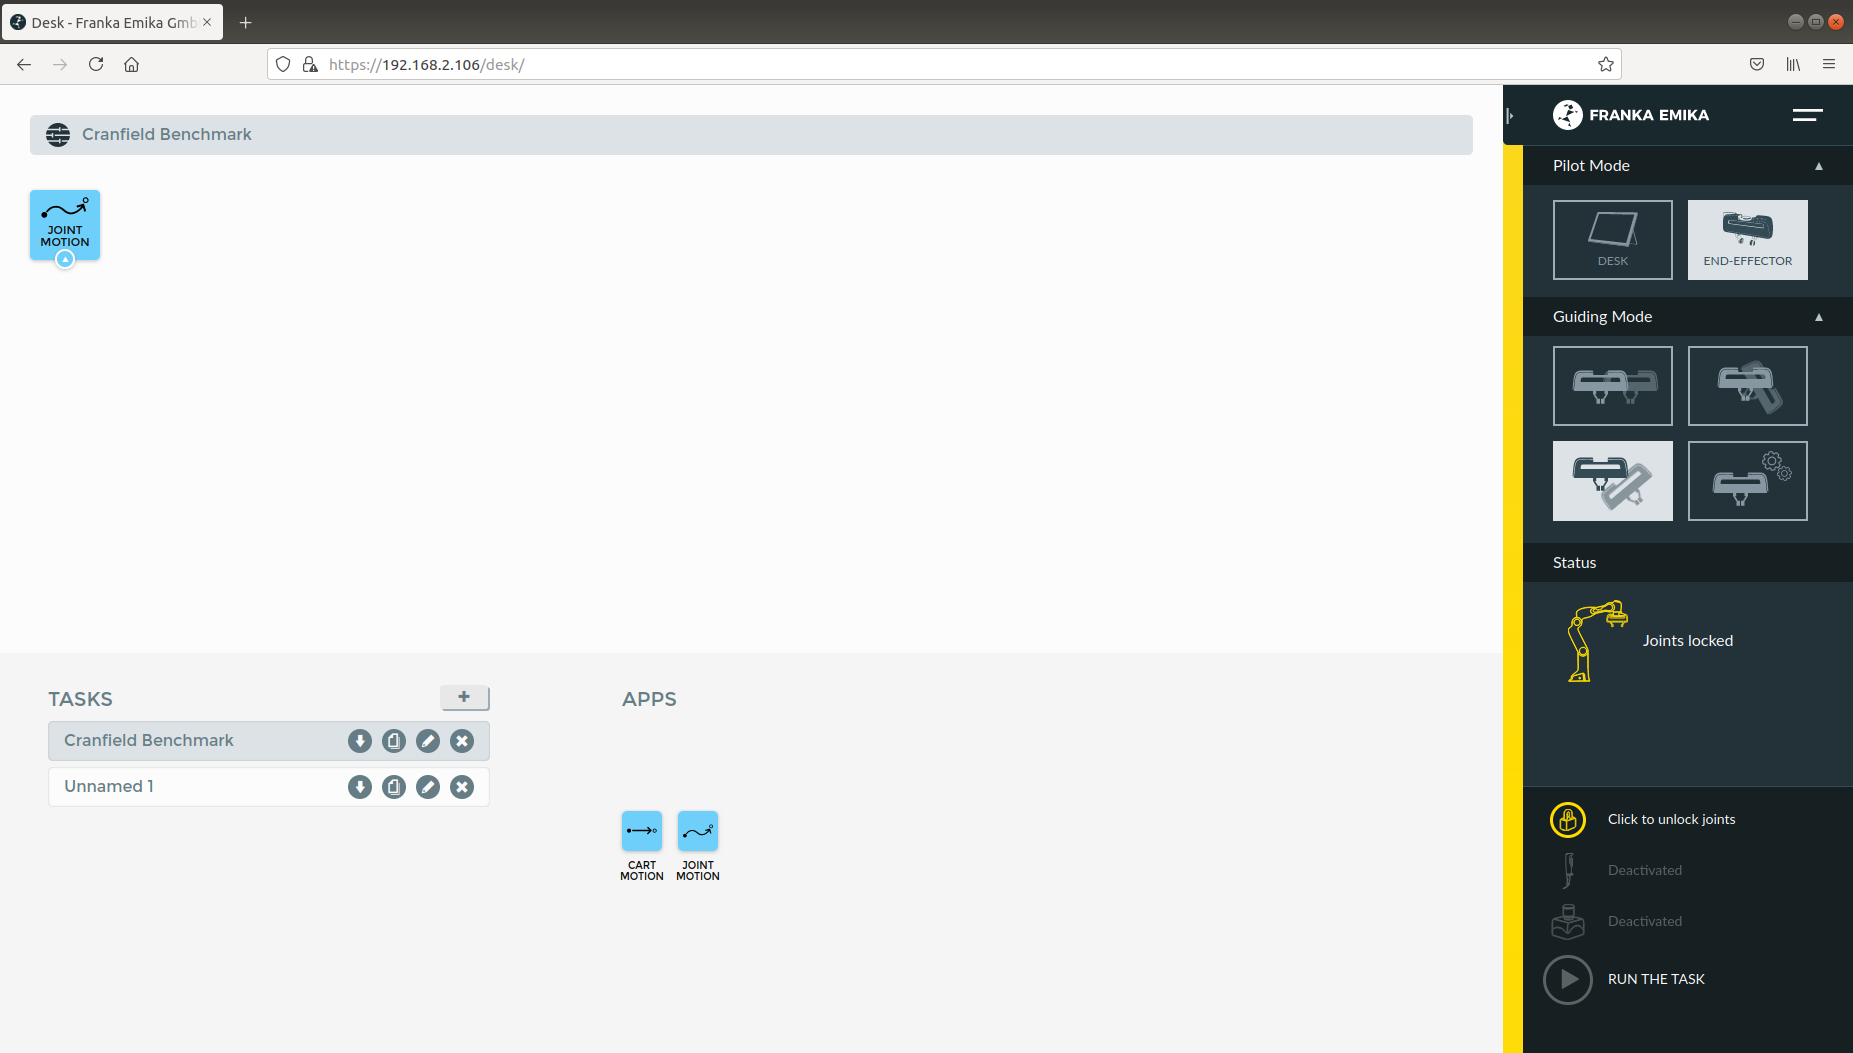 Desk - Franka Emika Gmb
https://192.168.2.106/desk/
Cranfield Benchmark
JOINT
MOTION
TASKS
+
Cranfield Benchmark
Unnamed 1
APPS
CART
MOTION
JOINT
MOTION
FRANKA EMIKA
Pilot Mode
DESK
END-EFFECTOR
Guiding Mode
Status
Joints locked
Click to unlock joints
Deactivated
Deactivated
RUN THE TASK